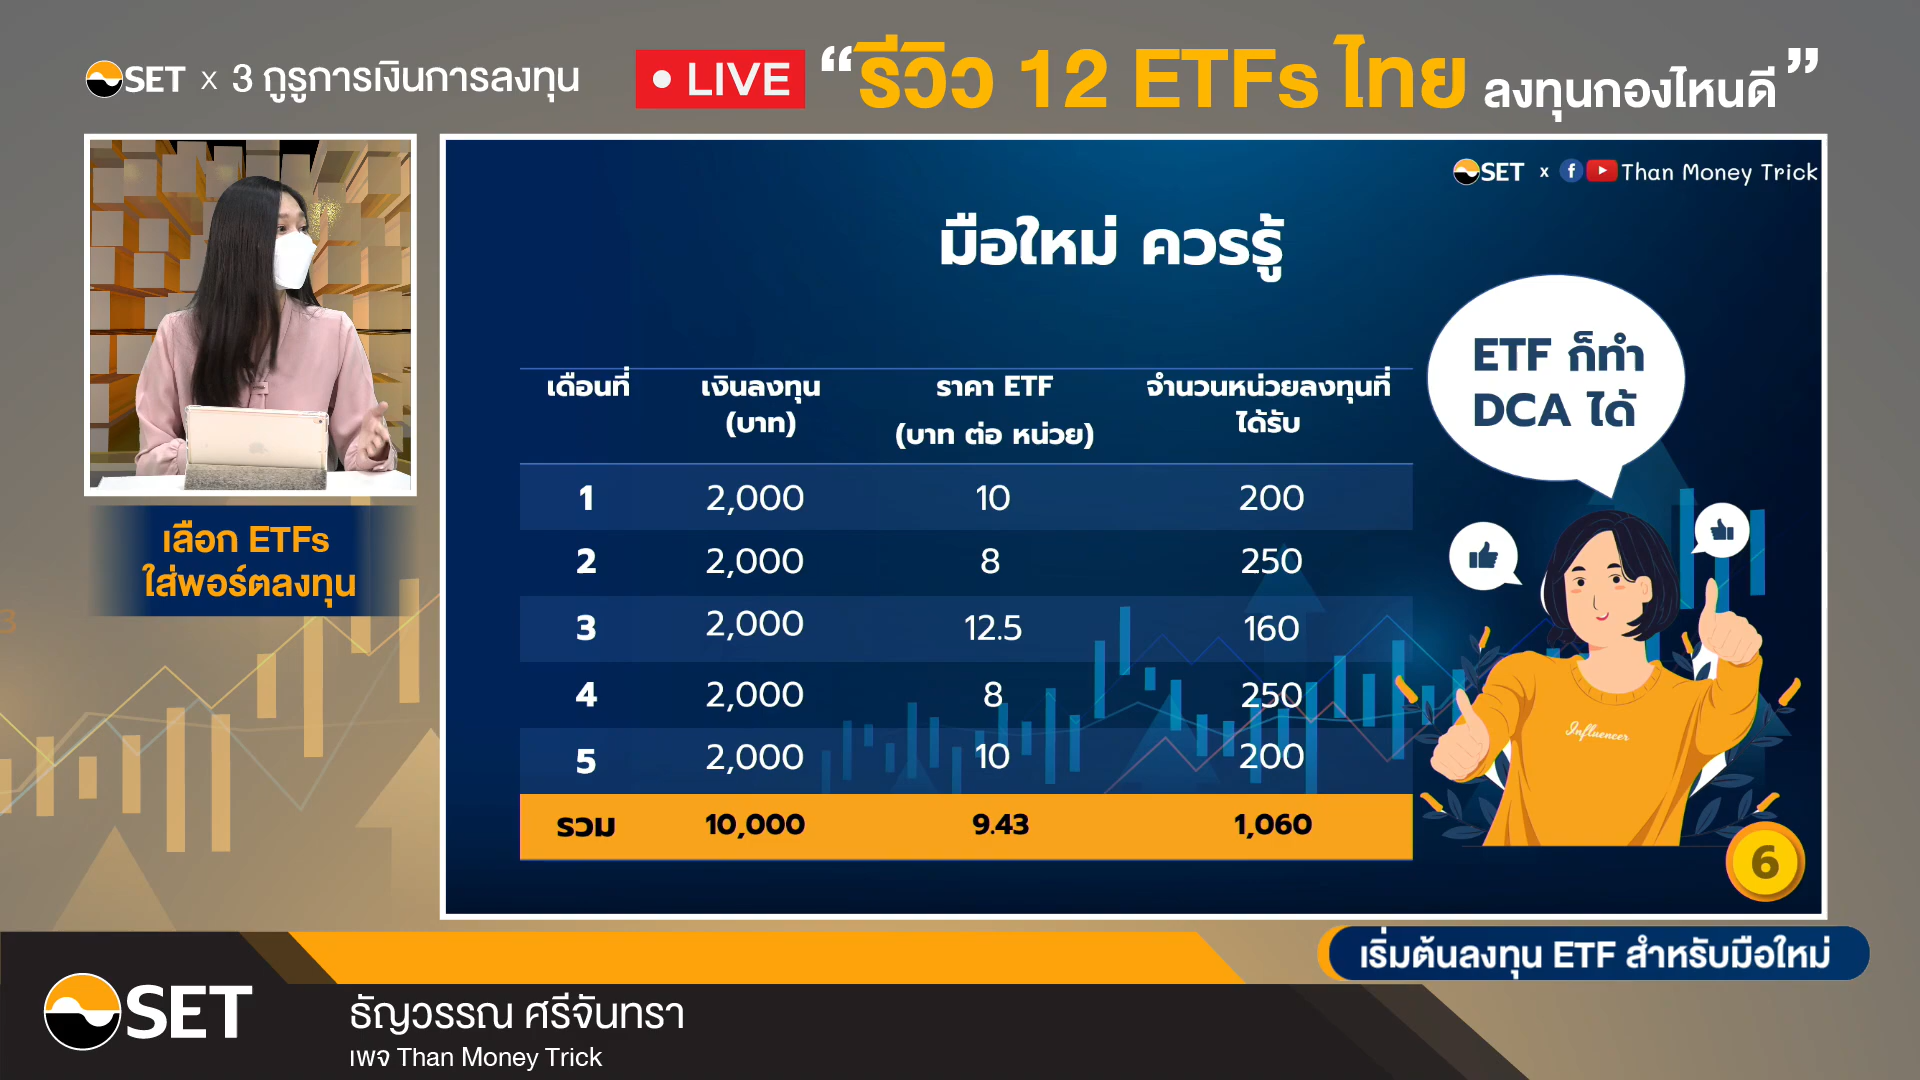 SET x 3 กูรูการเงินการลงทุน
LIVE
“รีวิว 12 ETFs ไทย ลงทุนกองไหนดี”
SET x f Than Money Trick
มือใหม่ ควรรู้
ETF ก็ทำ
DCA ได้
เดือนที่ เงินลงทุน (บาท) ราคา ETF (บาท ต่อ หน่วย) จำนวนหน่วยลงทุนที่ได้รับ
1 2,000 10 200
2 2,000 8 250
3 2,000 12.5 160
4 2,000 8 250
5 2,000 10 200
รวม 10,000 9.43 1,060
Influencer
6
เลือก ETFs
ใส่พอร์ตลงทุน
3
เริ่มต้นลงทุน ETF สำหรับมือใหม่
SET
ธัญวรรณ ศรีจันทรา
เพจ Than Money Trick